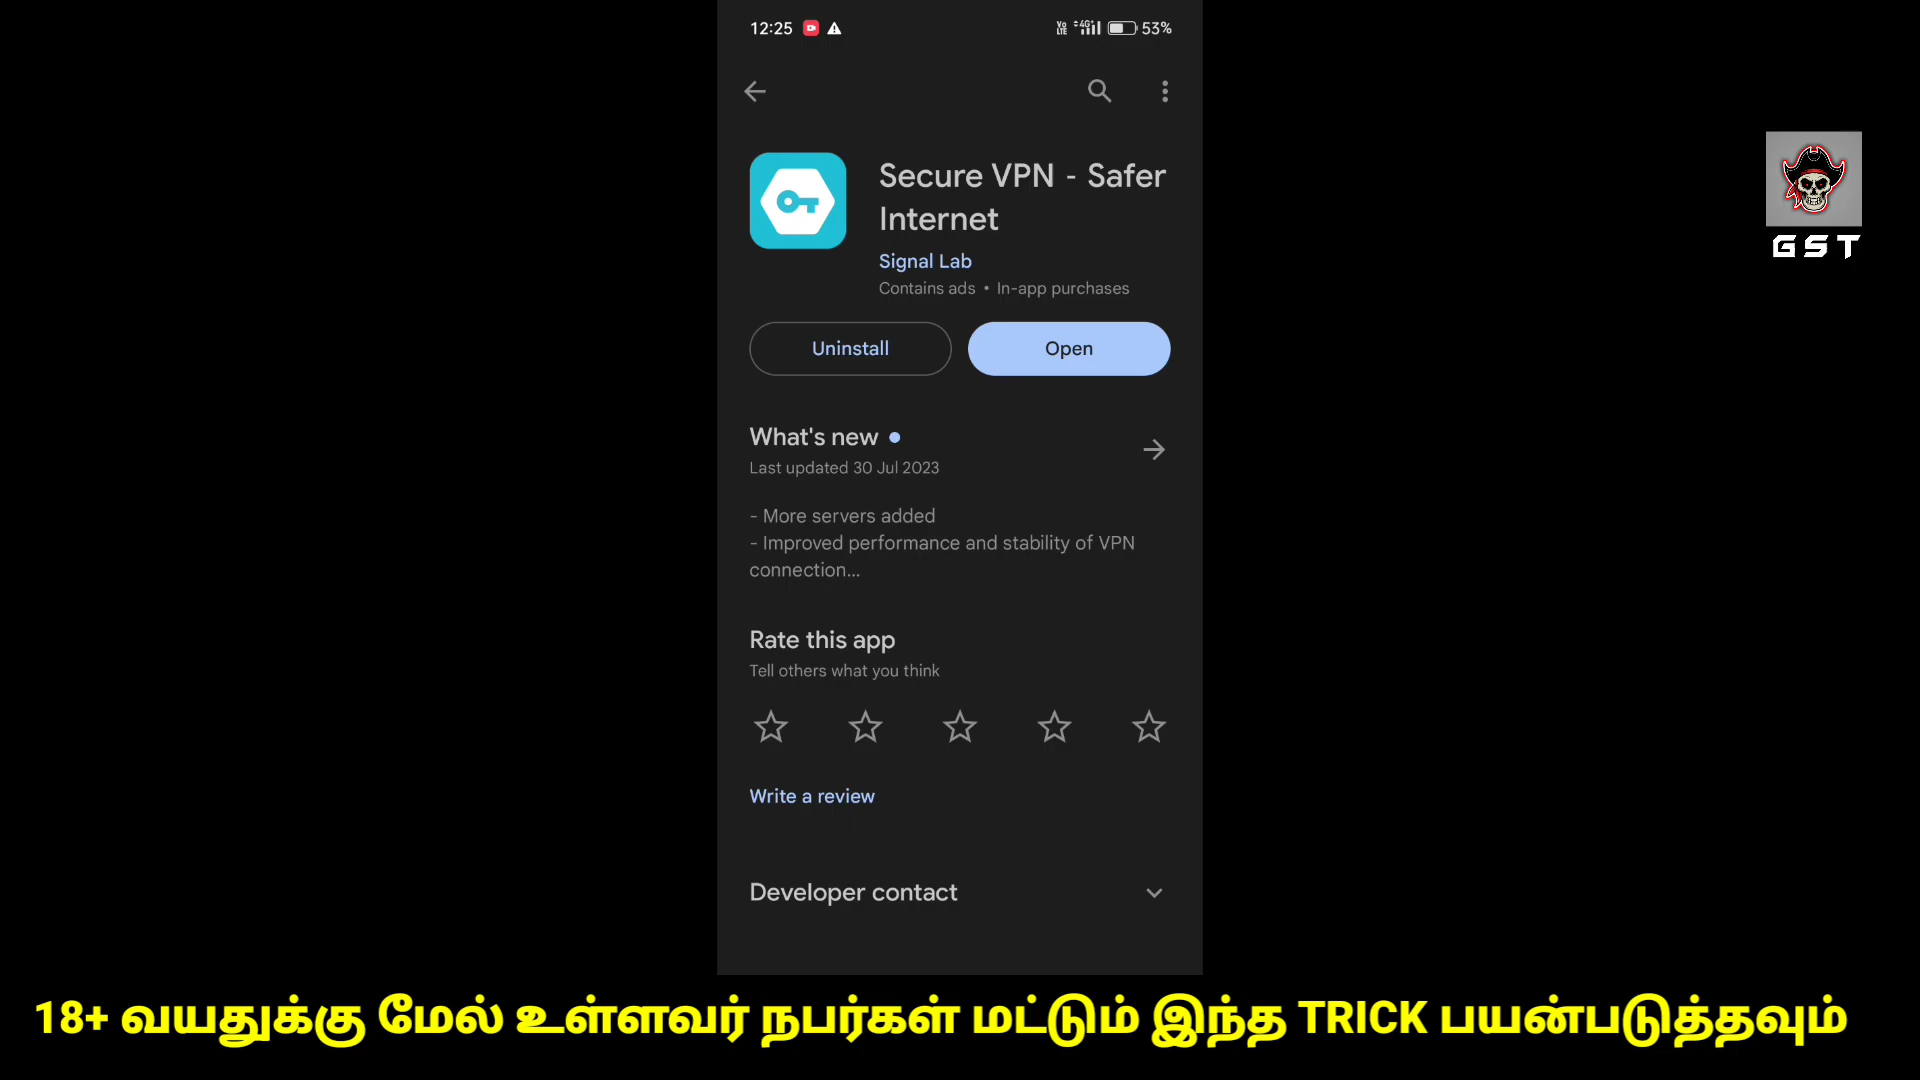 12:25
Vo LTE 4G+ 53%
Secure VPN - Safer
Internet
Signal Lab
Contains ads • In-app purchases
Uninstall
Open
What's new
Last updated 30 Jul 2023
- More servers added
- Improved performance and stability of VPN
connection...
Rate this app
Tell others what you think
Write a review
Developer contact
GST
18+ வயதுக்கு மேல் உள்ளவர் நபர்கள் மட்டும் இந்த TRICK பயன்படுத்தவும்